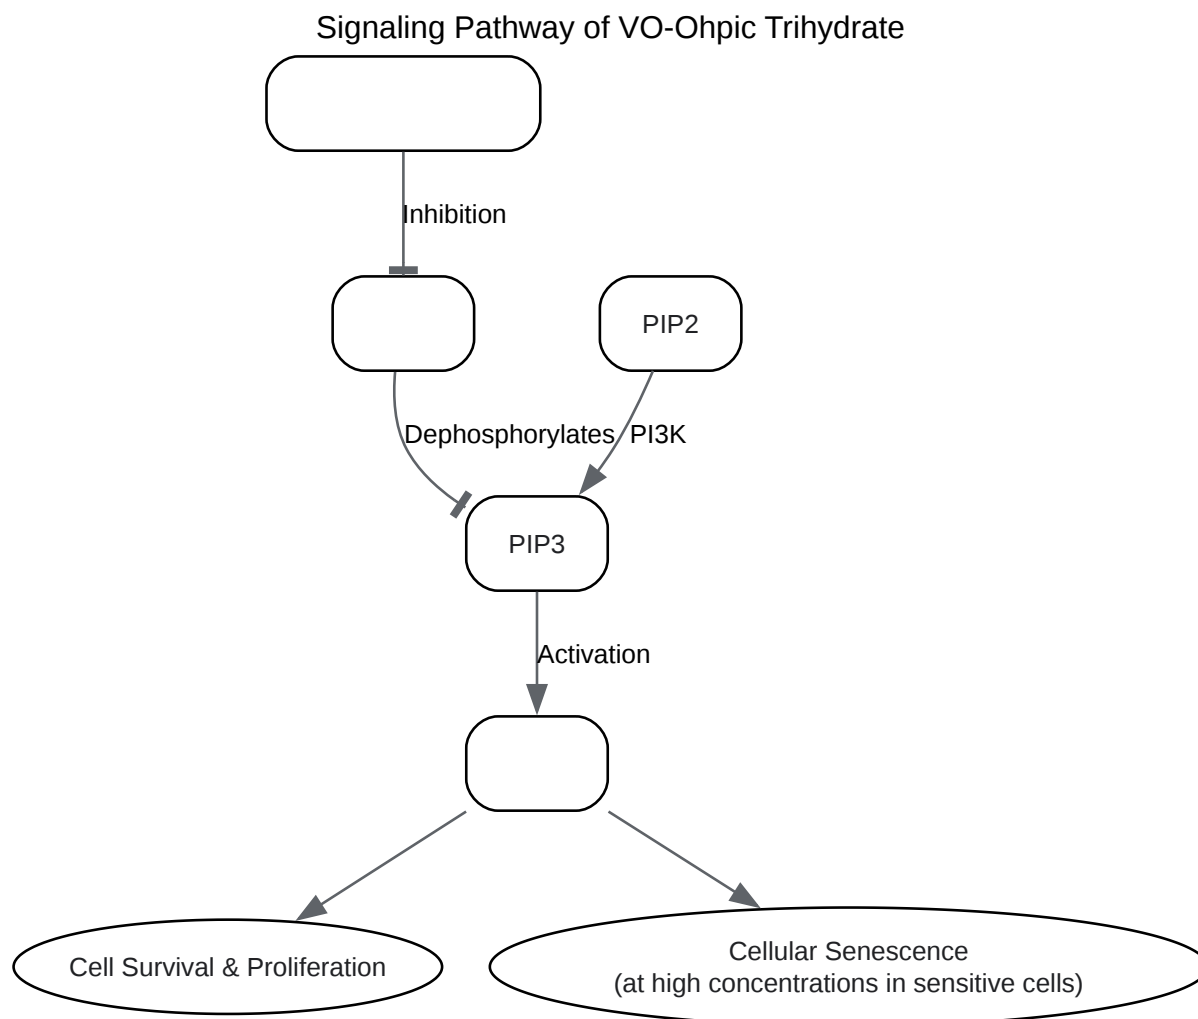 Signaling Pathway of VO-Ohpic Trihydrate
Inhibition
PIP2
Dephosphorylates
PI3K
PIP3
Activation
Cell Survival & Proliferation
Cellular Senescence
(at high concentrations in sensitive cells)